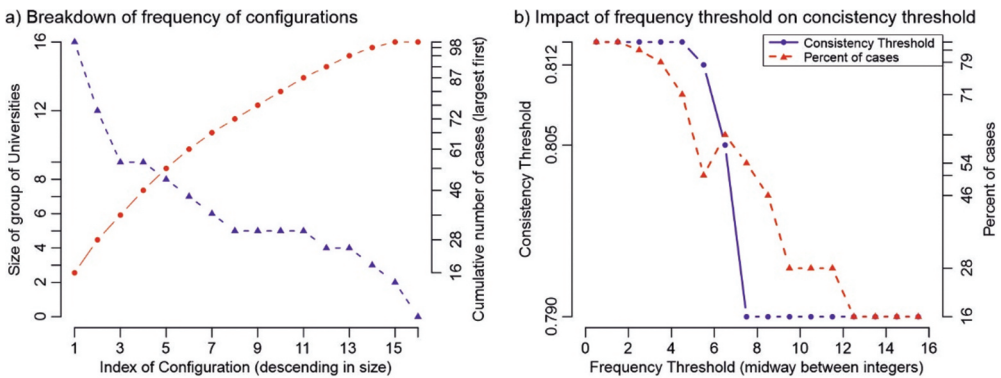 a) Breakdown of frequency of configurations
16
12
8
6
4
2
0
Size of group of Universities
98
87
72
61
46
28
16
Cumulative number of cases (largest first)
1 3 5 7 9 11 13 15
Index of Configuration (descending in size)
b) Impact of frequency threshold on concistency threshold
Consistency Threshold
Percent of cases
0.812
0.805
0.790
Consistency Threshold
79
71
54
46
28
16
Percent of cases
0 2 4 6 8 10 12 14 16
Frequency Threshold (midway between integers)